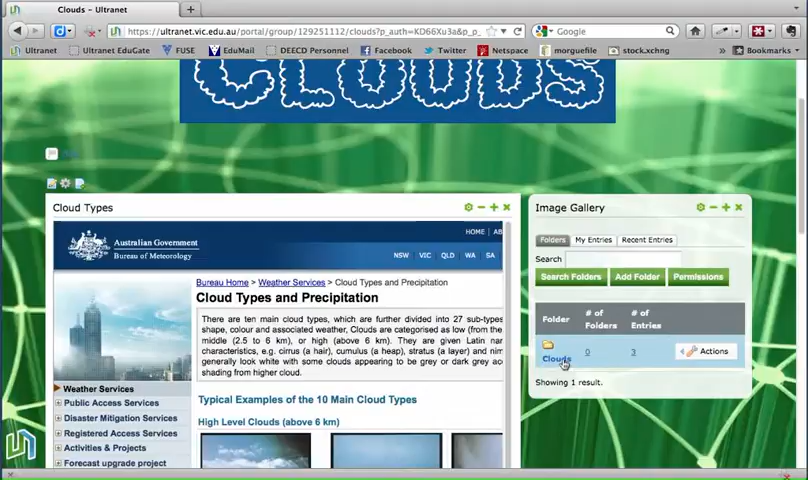 Clouds – Ultranet
https://ultranet.vic.edu.au/portal/group/129251112/clouds?p_auth=KD66Xu3a&p_p_
Google
Ultranet
Ultranet EduGate
FUSE
EduMail
DEECD Personnel
Facebook
Twitter
Netspace
morguefile
stock.xchng
Bookmarks
CLOUDS
Cloud Types
Image Gallery
Australian Government
Bureau of Meteorology
HOME | AB
NSW | VIC | QLD | WA | SA
Bureau Home > Weather Services > Cloud Types and Precipitation
Cloud Types and Precipitation
There are ten main cloud types, which are further divided into 27 sub-types
shape, colour and associated weather, Clouds are categorised as low (from the
middle (2.5 to 6 km), or high (above 6 km). They are given Latin nam
characteristics, e.g. cirrus (a hair), cumulus (a heap), stratus (a layer) and nim
generally look white with some clouds appearing to be grey or dark grey acc
shading from higher cloud.
Typical Examples of the 10 Main Cloud Types
High Level Clouds (above 6 km)
Weather Services
Public Access Services
Disaster Mitigation Services
Registered Access Services
Activities & Projects
Forecast upgrade project
Folders
My Entries
Recent Entries
Search
Search Folders
Add Folder
Permissions
Folder
# of Folders
# of Entries
Clouds
0
3
Actions
Showing 1 result.
Ultranet